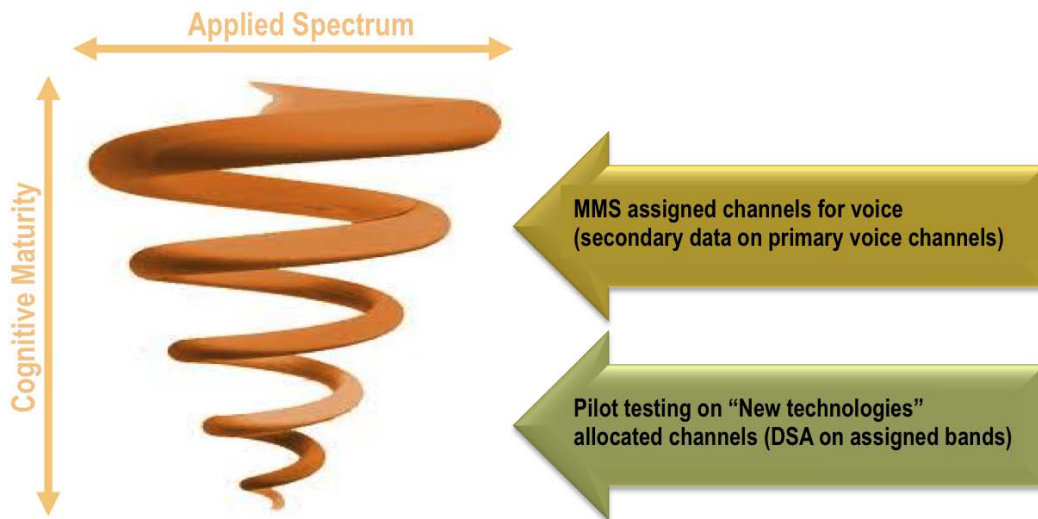 Applied Spectrum
Cognitive Maturity
MMS assigned channels for voice
(secondary data on primary voice channels)
Pilot testing on “New technologies”
allocated channels (DSA on assigned bands)